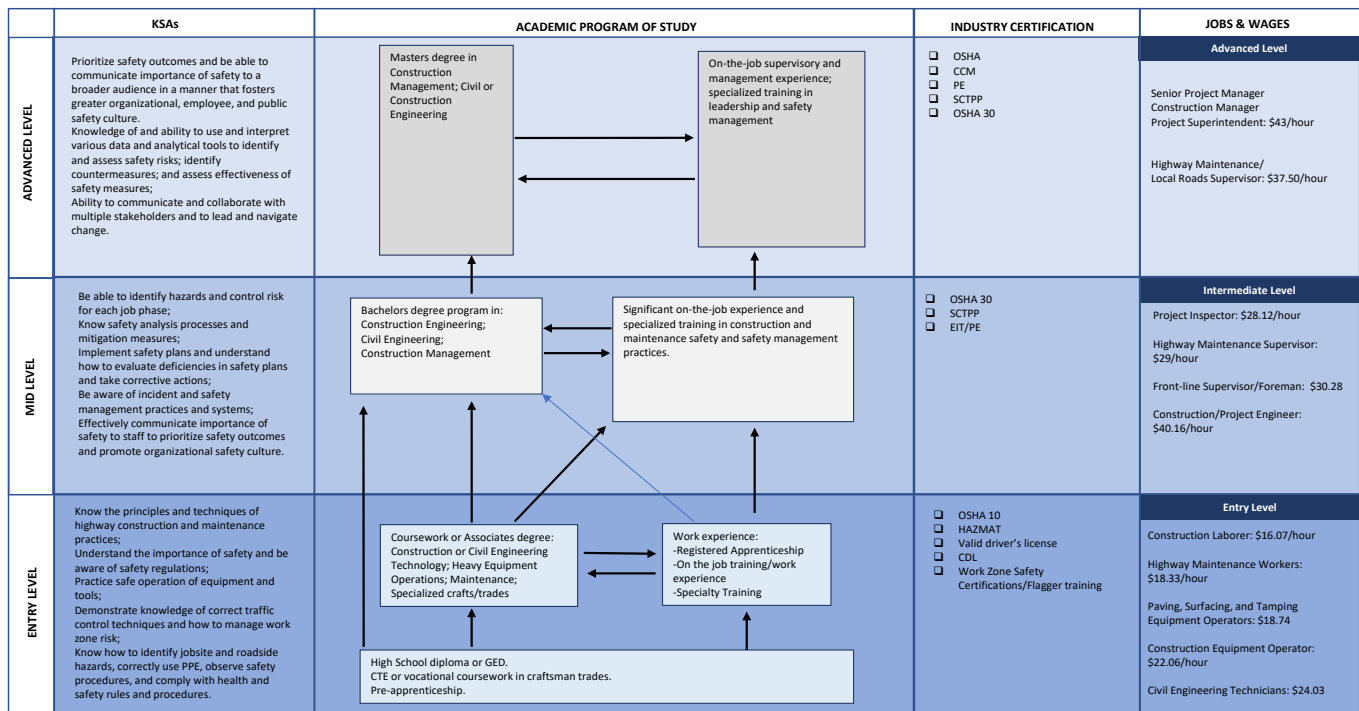 KSAs
ACADEMIC PROGRAM OF STUDY
INDUSTRY CERTIFICATION
JOBS & WAGES
ADVANCED LEVEL
Prioritize safety outcomes and be able to
communicate importance of safety to a
broader audience in a manner that fosters
greater organizational, employee, and public
safety culture.
Knowledge of and ability to use and interpret
various data and analytical tools to identify
and assess safety risks; identify
countermeasures; and assess effectiveness of
safety measures;
Ability to communicate and collaborate with
multiple stakeholders and to lead and navigate
change.
Masters degree in
Construction
Management; Civil or
Construction
Engineering
On-the-job supervisory and
management experience;
specialized training in
leadership and safety
management
❑ OSHA
❑ CCM
❑ PE
❑ SCTPP
❑ OSHA 30
Advanced Level
Senior Project Manager
Construction Manager
Project Superintendent: $43/hour
Highway Maintenance/
Local Roads Supervisor: $37.50/hour
MID LEVEL
Be able to identify hazards and control risk
for each job phase;
Know safety analysis processes and
mitigation measures;
Implement safety plans and understand
how to evaluate deficiencies in safety plans
and take corrective actions;
Be aware of incident and safety
management practices and systems;
Effectively communicate importance of
safety to staff to prioritize safety outcomes
and promote organizational safety culture.
Bachelors degree program in:
Construction Engineering;
Civil Engineering;
Construction Management
Significant on-the-job experience and
specialized training in construction and
maintenance safety and safety management
practices.
❑ OSHA 30
❑ SCTPP
❑ EIT/PE
Intermediate Level
Project Inspector: $28.12/hour
Highway Maintenance Supervisor:
$29/hour
Front-line Supervisor/Foreman: $30.28
Construction/Project Engineer:
$40.16/hour
ENTRY LEVEL
Know the principles and techniques of
highway construction and maintenance
practices;
Understand the importance of safety and be
aware of safety regulations;
Practice safe operation of equipment and
tools;
Demonstrate knowledge of correct traffic
control techniques and how to manage work
zone risk;
Know how to identify jobsite and roadside
hazards, correctly use PPE, observe safety
procedures, and comply with health and
safety rules and procedures.
Coursework or Associates degree:
Construction or Civil Engineering
Technology; Heavy Equipment
Operations; Maintenance;
Specialized crafts/trades
Work experience:
-Registered Apprenticeship
-On the job training/work
experience
-Specialty Training
High School diploma or GED.
CTE or vocational coursework in craftsman trades.
Pre-apprenticeship.
❑ OSHA 10
❑ HAZMAT
❑ Valid driver's license
❑ CDL
❑ Work Zone Safety
Certifications/Flagger training
Entry Level
Construction Laborer: $16.07/hour
Highway Maintenance Workers:
$18.33/hour
Paving, Surfacing, and Tamping
Equipment Operators: $18.74
Construction Equipment Operator:
$22.06/hour
Civil Engineering Technicians: $24.03